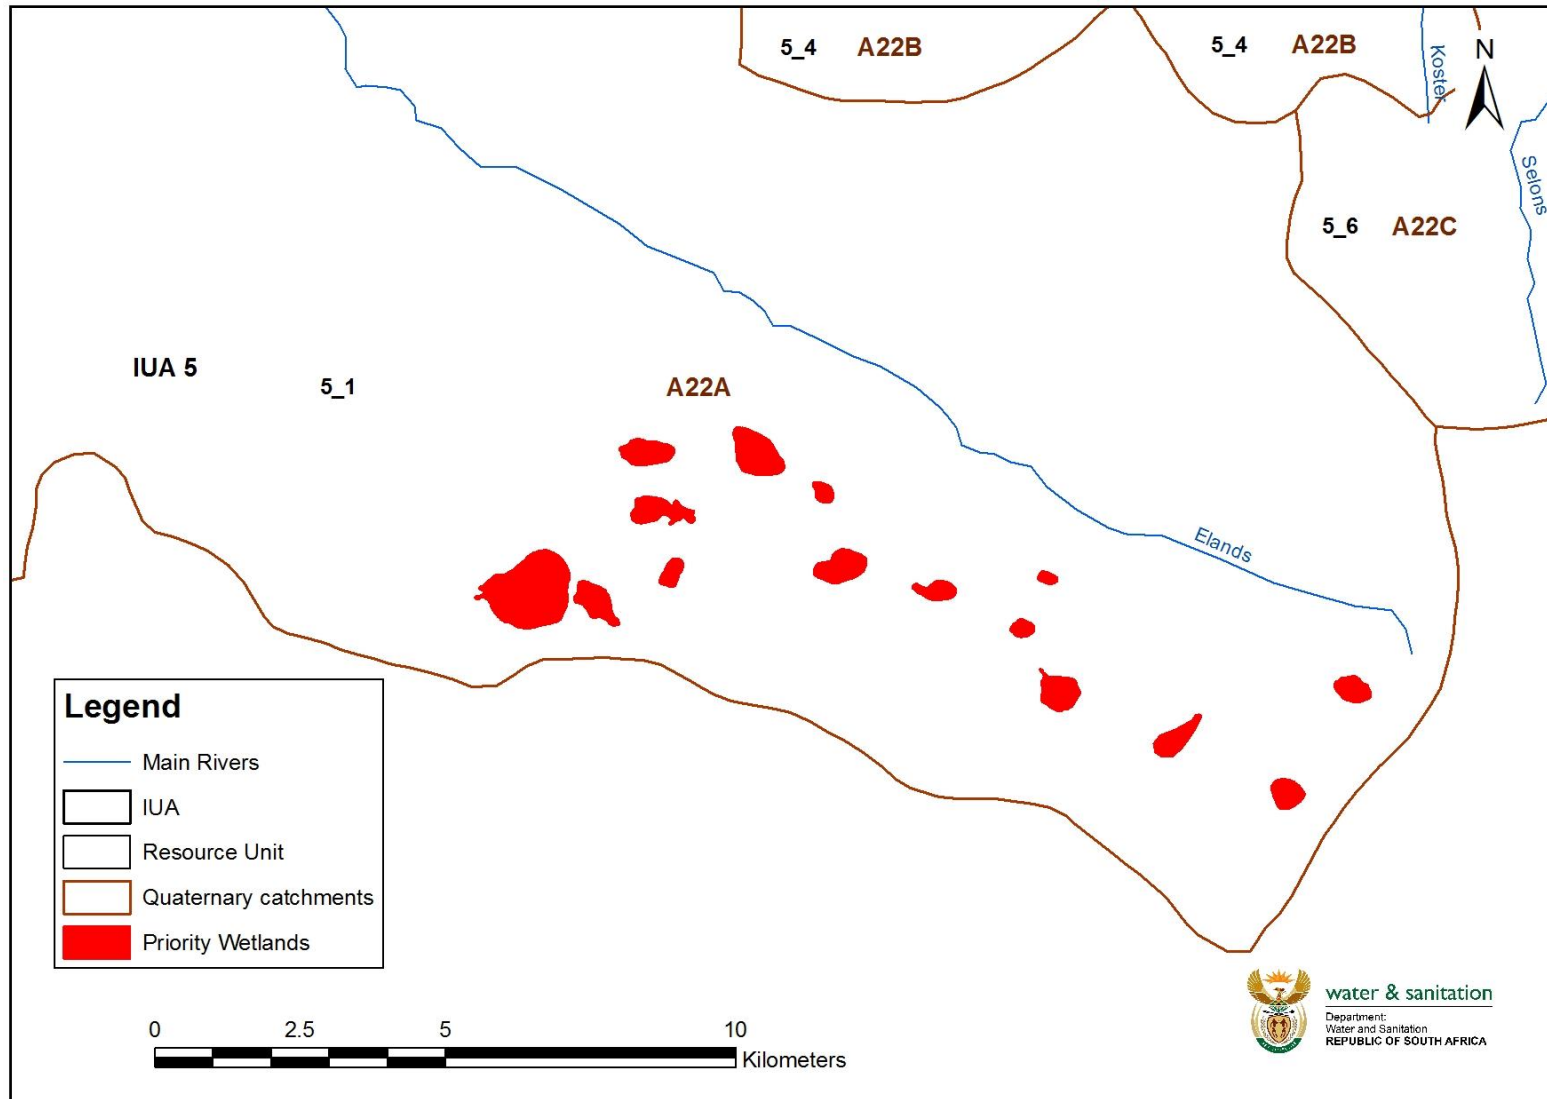 5_4 A22B
5_4 A22B
Koster
N
Selons
5_6 A22C
IUA 5
5_1
A22A
Elands
Legend
Main Rivers
IUA
Resource Unit
Quaternary catchments
Priority Wetlands
0 2.5 5 10
Kilometers
water & sanitation
Department:
Water and Sanitation
REPUBLIC OF SOUTH AFRICA